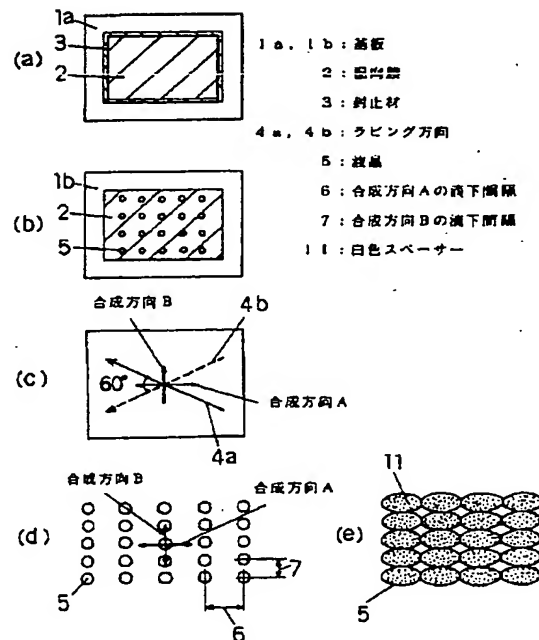 (a)
1a
3
2
1a, 1b : 基板
2 : 配向膜
3 : 封止材
4a, 4b : ラビング方向
5 : 液晶
6 : 合成方向Aの滴下間隔
7 : 合成方向Bの滴下間隔
11 : 白色スペーサー
(b)
1b
2
5
(c)
合成方向B
4b
60°
合成方向A
4a
(d)
合成方向B
合成方向A
5
7
6
(e)
11
5